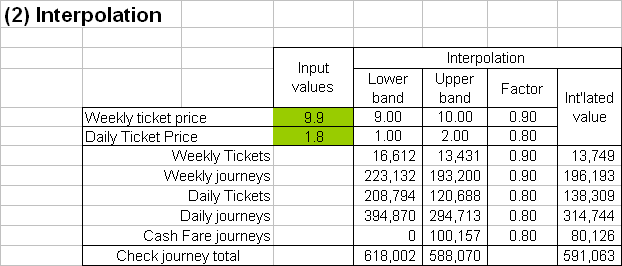 (2) Interpolation
Input values Interpolation
Lower band Upper band Factor Int'lated value
Weekly ticket price 9.9 9.00 10.00 0.90
Daily Ticket Price 1.8 1.00 2.00 0.80
Weekly Tickets 16,612 13,431 0.90 13,749
Weekly journeys 223,132 193,200 0.90 196,193
Daily Tickets 208,794 120,688 0.80 138,309
Daily journeys 394,870 294,713 0.80 314,744
Cash Fare journeys 0 100,157 0.80 80,126
Check journey total 618,002 588,070 591,063